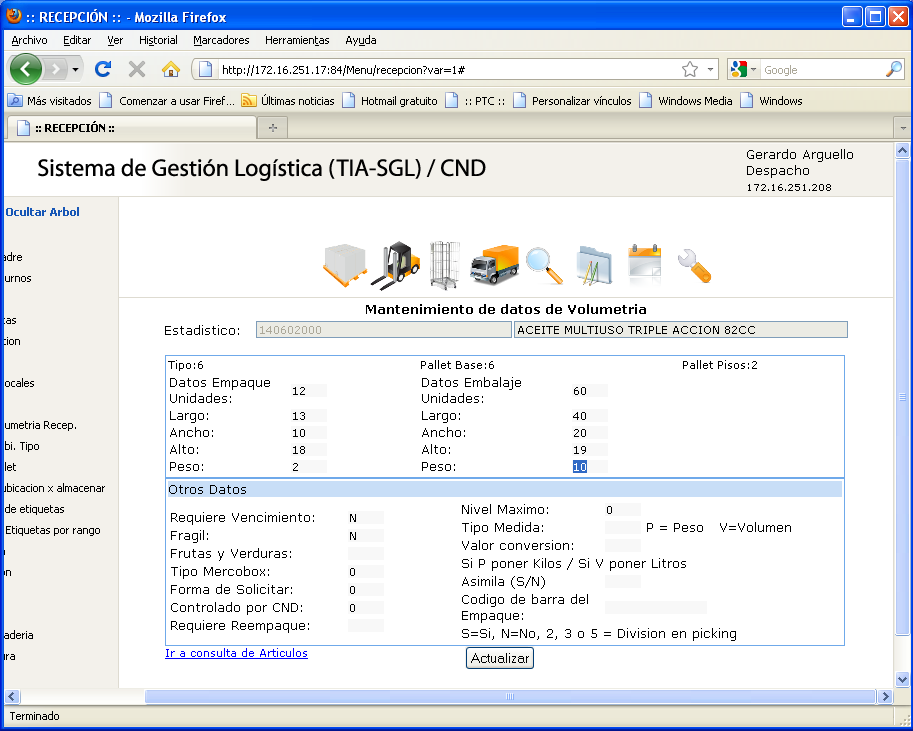 :: RECEPCIÓN :: - Mozilla Firefox
Archivo Editar Ver Historial Marcadores Herramientas Ayuda
http://172.16.251.17:84/Menu/recepcion?var=1#
Google
Más visitados Comenzar a usar Firef... Últimas noticias Hotmail gratuito :: PTC :: Personalizar vínculos Windows Media Windows
:: RECEPCIÓN ::
Sistema de Gestión Logística (TIA-SGL) / CND
Gerardo Arguello
Despacho
172.16.251.208
Ocultar Arbol
adre
urnos
tas
cion
ocales
umetria Recep.
bi. Tipo
let
ubicacion x almacenar
de etiquetas
Etiquetas por rango
n
aderia
ura
Mantenimiento de datos de Volumetria
Estadistico: 140602000 ACEITE MULTIUSO TRIPLE ACCION 82CC
Tipo:6 Pallet Base:6 Pallet Pisos:2
Datos Empaque Unidades: 12 Datos Embalaje Unidades: 60
Largo: 13 Largo: 40
Ancho: 10 Ancho: 20
Alto: 18 Alto: 19
Peso: 2 Peso: 10
Otros Datos
Requiere Vencimiento: N
Fragil: N
Frutas y Verduras:
Tipo Mercobox: 0
Forma de Solicitar: 0
Controlado por CND: 0
Requiere Reempaque:
Nivel Maximo: 0
Tipo Medida: P = Peso V=Volumen
Valor conversion:
Si P poner Kilos / Si V poner Litros
Asimila (S/N)
Codigo de barra del
Empaque:
S=Si, N=No, 2, 3 o 5 = Division en picking
Ir a consulta de Articulos
Actualizar
Terminado